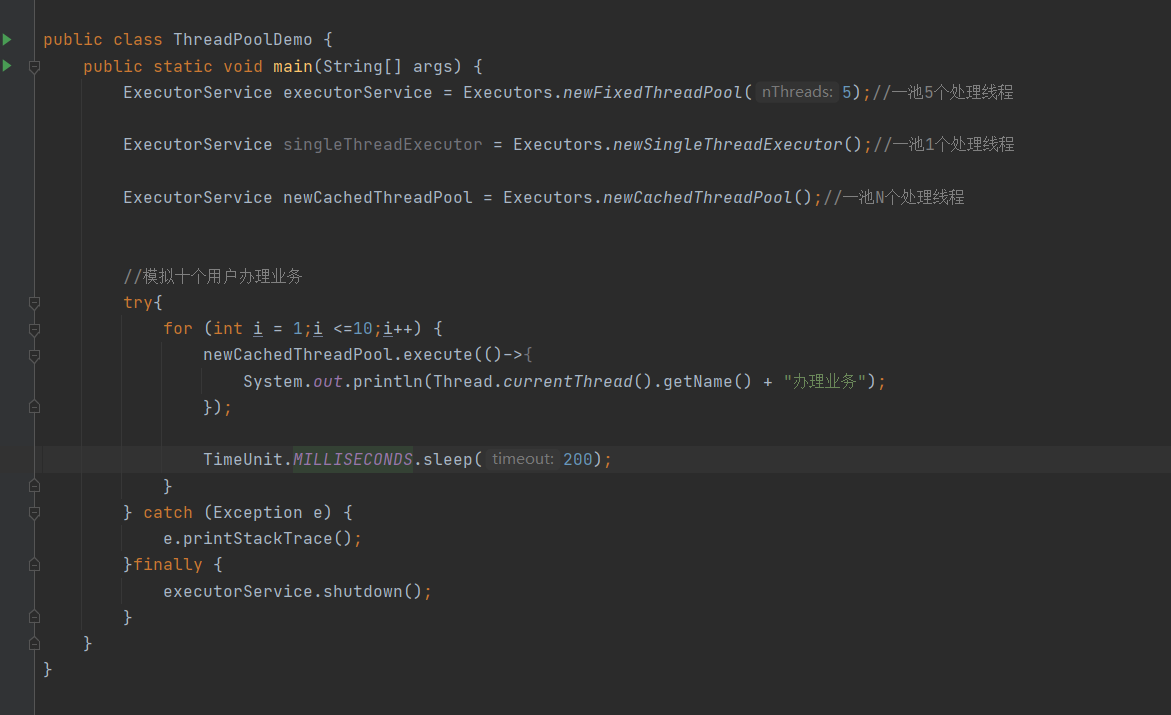 public class ThreadPoolDemo {
public static void main(String[] args) {
ExecutorService executorService = Executors.newFixedThreadPool( nThreads: 5);//一池5个处理线程
ExecutorService singleThreadExecutor = Executors.newSingleThreadExecutor();//一池1个处理线程
ExecutorService newCachedThreadPool = Executors.newCachedThreadPool();//一池N个处理线程
//模拟十个用户办理业务
try{
for (int i = 1;i <=10;i++) {
newCachedThreadPool.execute(()->{
System.out.println(Thread.currentThread().getName() + "办理业务");
});
TimeUnit.MILLISECONDS.sleep( timeout: 200);
}
} catch (Exception e) {
e.printStackTrace();
}finally {
executorService.shutdown();
}
}
}